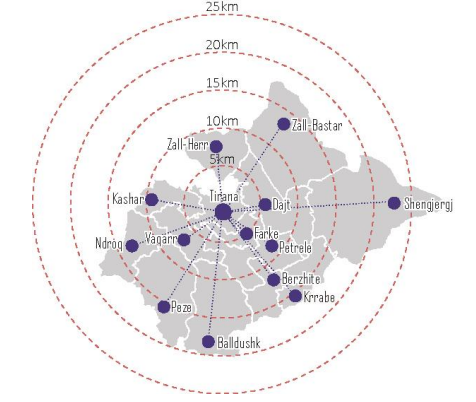 25km
20km
15km
10km
5km
Zall-Bastar
Zall-Herr
Tirana
Kashar
Dajt
Shengjergj
Ndroq
Vaqarr
Farke
Petrele
Berzhite
Krrabe
Peze
Balldushk